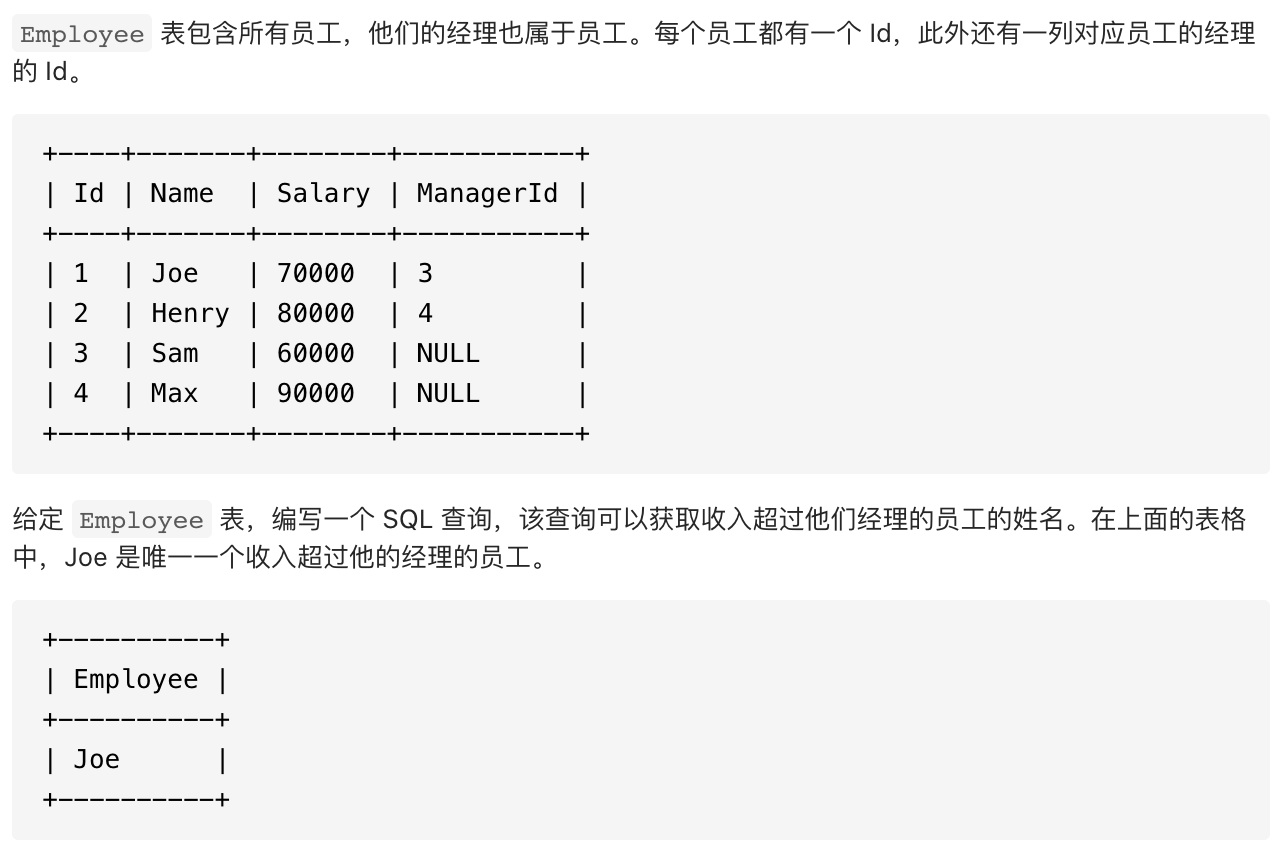 Employee 表包含所有员工，他们的经理也属于员工。每个员工都有一个 Id，此外还有一列对应员工的经理
的 Id。
+----+-------+--------+-----------+
| Id | Name  | Salary | ManagerId |
+----+-------+--------+-----------+
| 1  | Joe   | 70000  | 3         |
| 2  | Henry | 80000  | 4         |
| 3  | Sam   | 60000  | NULL      |
| 4  | Max   | 90000  | NULL      |
+----+-------+--------+-----------+
给定 Employee 表，编写一个 SQL 查询，该查询可以获取收入超过他们经理的员工的姓名。在上面的表格
中，Joe 是唯一一个收入超过他的经理的员工。
+----------+
| Employee |
+----------+
| Joe      |
+----------+